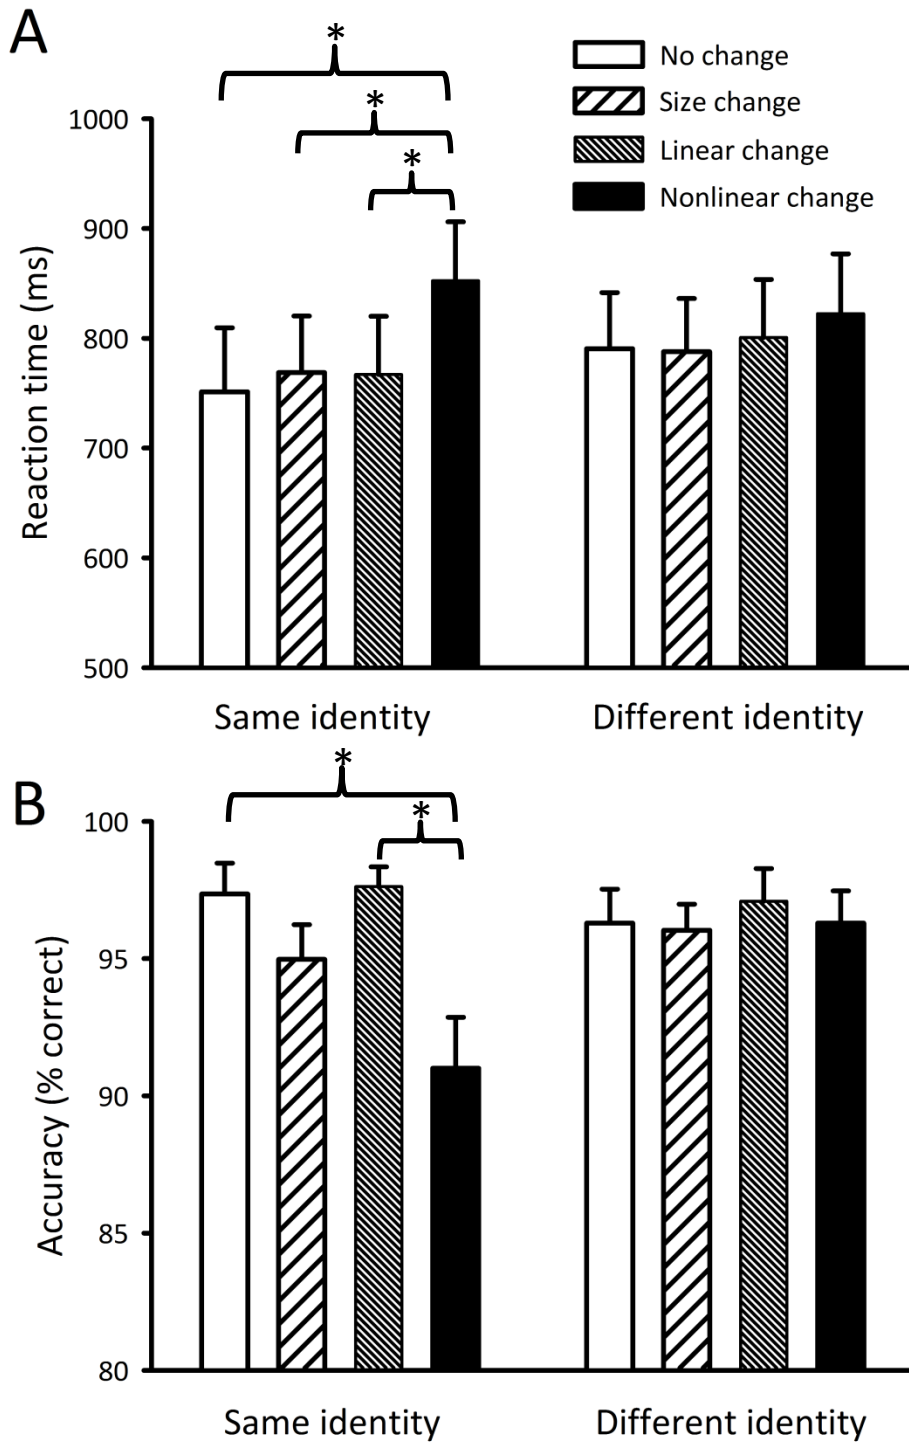 A
*
*
*
No change
Size change
Linear change
Nonlinear change
1000
900
800
700
600
500
Reaction time (ms)
Same identity
Different identity
B
*
*
100
95
90
85
80
Accuracy (% correct)
Same identity
Different identity